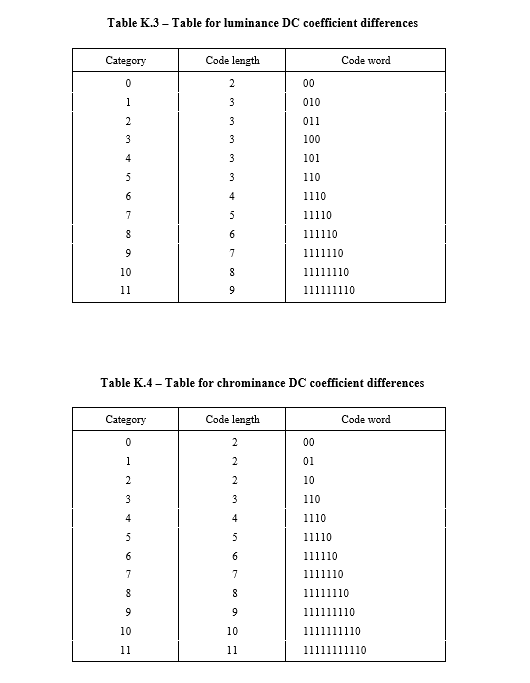 Table K.3 – Table for luminance DC coefficient differences
Category Code length Code word
0 2 00
1 3 010
2 3 011
3 3 100
4 3 101
5 3 110
6 4 1110
7 5 11110
8 6 111110
9 7 1111110
10 8 11111110
11 9 111111110
Table K.4 – Table for chrominance DC coefficient differences
Category Code length Code word
0 2 00
1 2 01
2 2 10
3 3 110
4 4 1110
5 5 11110
6 6 111110
7 7 1111110
8 8 11111110
9 9 111111110
10 10 1111111110
11 11 11111111110